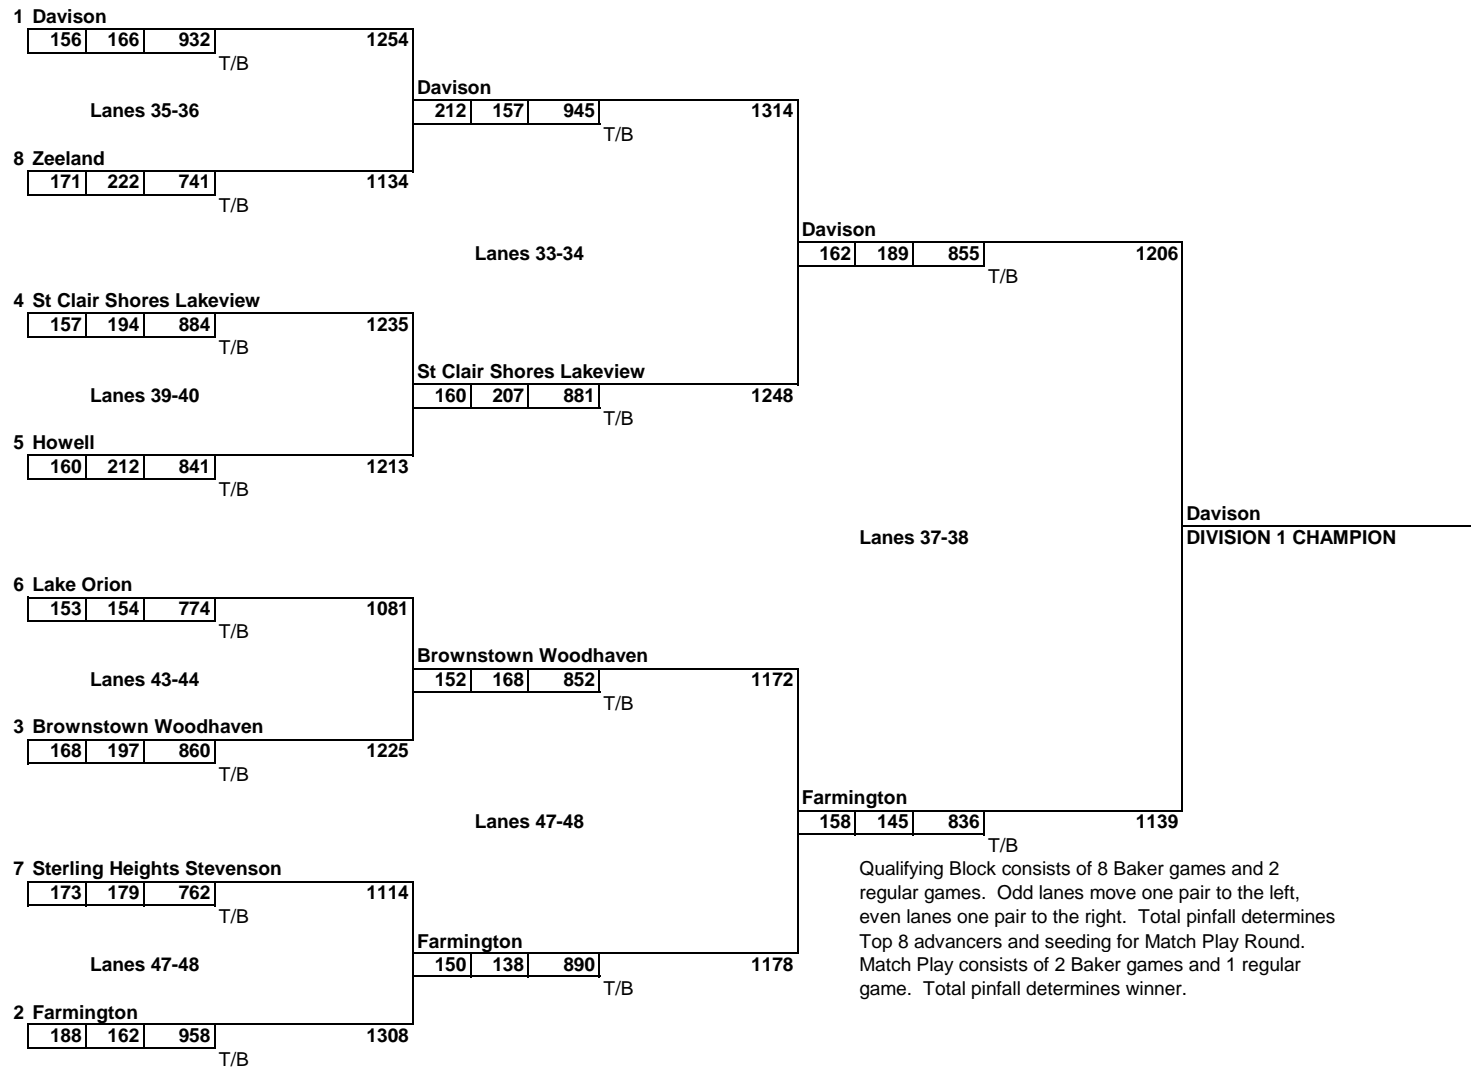 1 Davison
156 166 932 1254
T/B
Davison
Lanes 35-36
212 157 945 1314
T/B
8 Zeeland
171 222 741 1134
T/B
Davison
Lanes 33-34
162 189 855 1206
T/B
4 St Clair Shores Lakeview
157 194 884 1235
T/B
St Clair Shores Lakeview
Lanes 39-40
160 207 881 1248
T/B
5 Howell
160 212 841 1213
T/B
Davison
Lanes 37-38
DIVISION 1 CHAMPION
6 Lake Orion
153 154 774 1081
T/B
Brownstown Woodhaven
Lanes 43-44
152 168 852 1172
T/B
3 Brownstown Woodhaven
168 197 860 1225
T/B
Farmington
Lanes 47-48
158 145 836 1139
T/B
7 Sterling Heights Stevenson
173 179 762 1114
T/B
Farmington
Lanes 47-48
150 138 890 1178
T/B
2 Farmington
188 162 958 1308
T/B
Qualifying Block consists of 8 Baker games and 2
regular games. Odd lanes move one pair to the left,
even lanes one pair to the right. Total pinfall determines
Top 8 advancers and seeding for Match Play Round.
Match Play consists of 2 Baker games and 1 regular
game. Total pinfall determines winner.